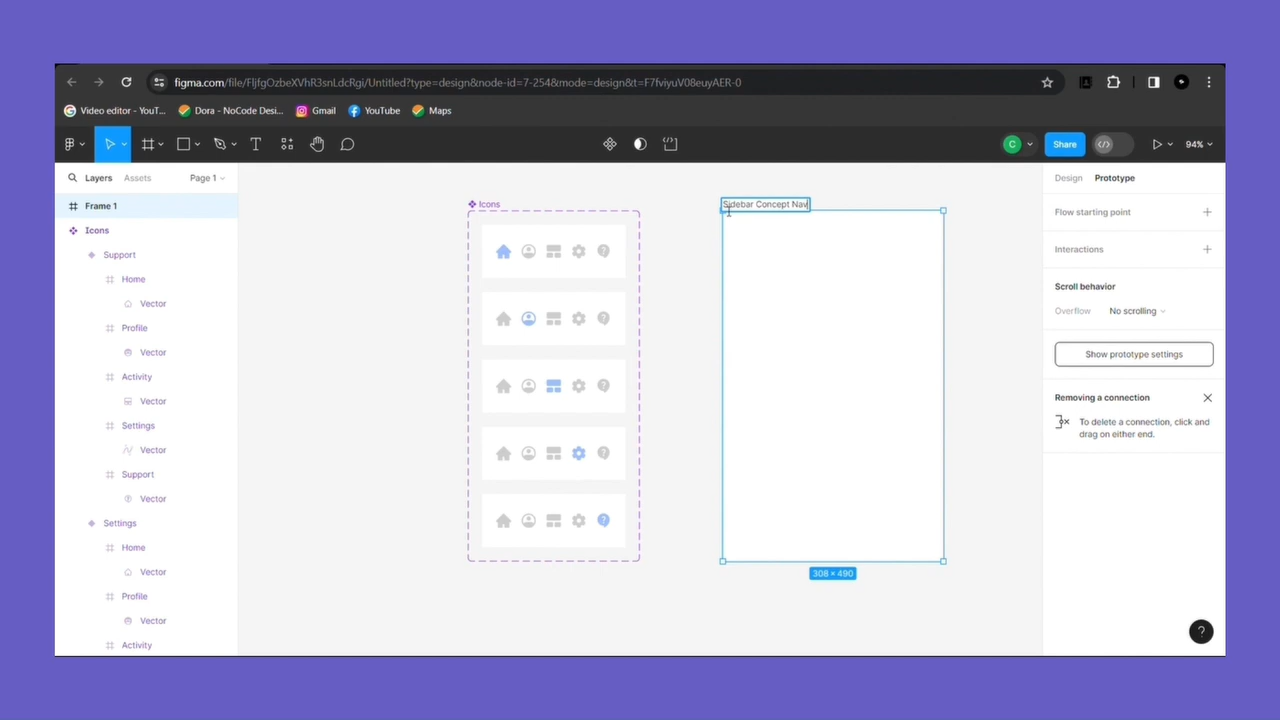 figma.com/file/FljfgOzbeXVhR3snLdcRgi/Untitled?type=design&node-id=7-254&mode=design&t=F7fviyuV08euyAER-0
Video editor - YouT... Dora - NoCode Desi... Gmail YouTube Maps
C Share 94%
Layers Assets Page 1
Design Prototype
Frame 1
Icons
Support
Home
Vector
Profile
Vector
Activity
Vector
Settings
Vector
Support
Vector
Settings
Home
Vector
Profile
Vector
Activity
Icons
Sidebar Concept Nav
308 × 490
Flow starting point
Interactions
Scroll behavior
Overflow No scrolling
Show prototype settings
Removing a connection
To delete a connection, click and
drag on either end.
?